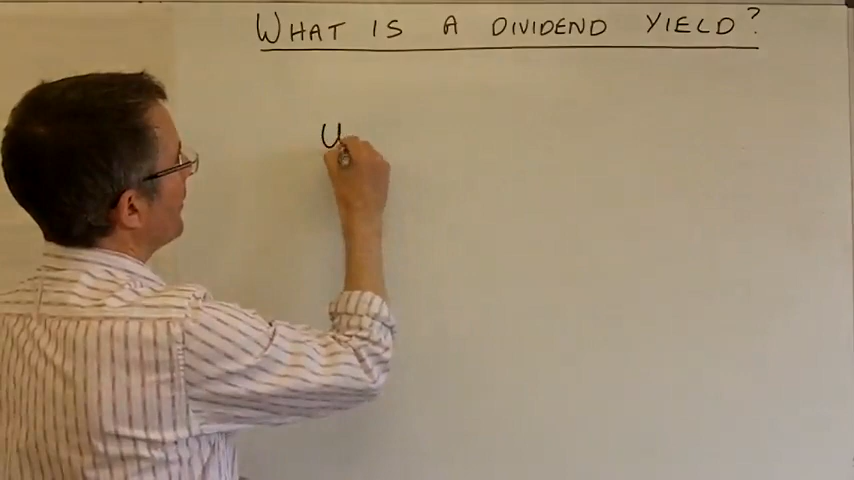 WHAT IS A DIVIDEND YIELD?
U